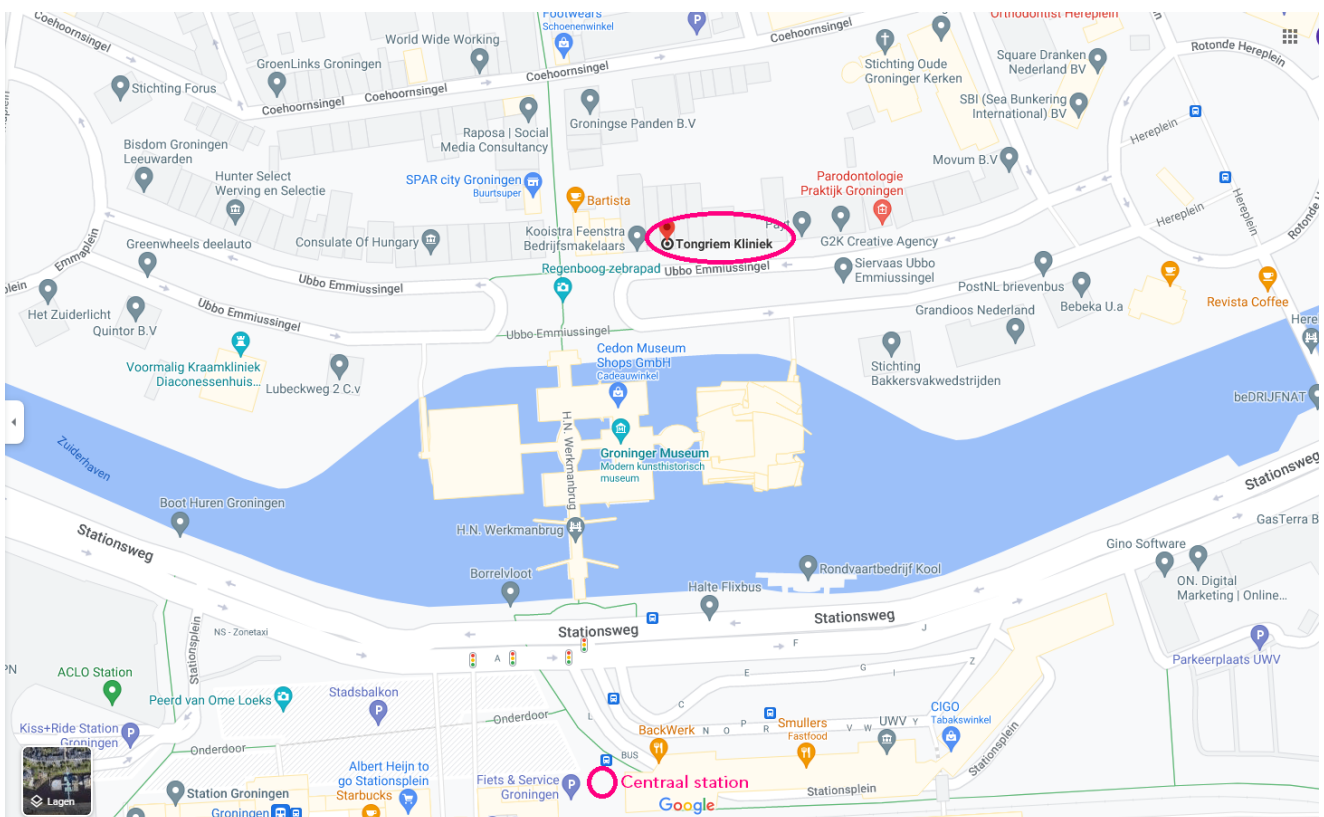 Footwears
Schoenenwinkel
Orthodontist Hereplein
Coehoornsingel
World Wide Working
GroenLinks Groningen
Stichting Forus
Coehoornsingel
Coehoornsingel
Coehoornsingel
Coehoornsingel
Stichting Oude
Groninger Kerken
Square Dranken
Nederland BV
Rotonde Hereplein
SBI (Sea Bunkering
International) BV
Hereplein
Raposa | Social
Media Consultancy
Groningse Panden B.V
Bisdom Groningen
Leeuwarden
Hunter Select
Werving en Selectie
SPAR city Groningen
Buurtsuper
Bartista
Movum B.V
Parodontologie
Praktijk Groningen
Hereplein
Hereplein
Rotonde
Emmaplein
Greenwheels deelauto
Consulate Of Hungary
Kooistra Feenstra
Bedrijfsmakelaars
Tongriem Kliniek
G2K Creative Agency
Regenboog-zebrapad
Ubbo Emmiussingel
Siervaas Ubbo
Emmiussingel
Ubbo Emmiussingel
PostNL brievenbus
Bebeka U.a
Revista Coffee
plein
Het Zuiderlicht
Quintor B.V
Ubbo Emmiussingel
Ubbo Emmiussingel
Grandioos Nederland
Here
Voormalig Kraamkliniek
Diaconessenhuis...
Lubeckweg 2 C.v
Cedon Museum
Shops GmbH
Cadeauwinkel
Stichting
Bakkersvakwedstrijden
beDRIJFNAT
H.N. Werkmanbrug
Groninger Museum
Modern kunsthistorisch
museum
Zuiderhaven
Boot Huren Groningen
Stationsweg
Stationsweg
H.N. Werkmanbrug
GasTerra B
Gino Software
Borrelvloot
Halte Flixbus
Rondvaartbedrijf Kool
ON. Digital
Marketing | Online...
Stationsweg
Stationsweg
NS - Zonetaxi
Stationsplein
A
F
J
E
G
I
Z
PN
ACLO Station
Peerd van Ome Loeks
Stadsbalkon
Parkeerplaats UWV
Kiss+Ride Station
Groningen
Onderdoor
Onderdoor
L
C
BackWerk
N O P R
Smullers
Fastfood
V W
UWV
Y
CIGO
Tabakswinkel
BUS
Stationsplein
Albert Heijn to
go Stationsplein
Starbucks
Fiets & Service
Groningen
Centraal station
Station Groningen
Groningen
Lagen
Google
Stationsplein